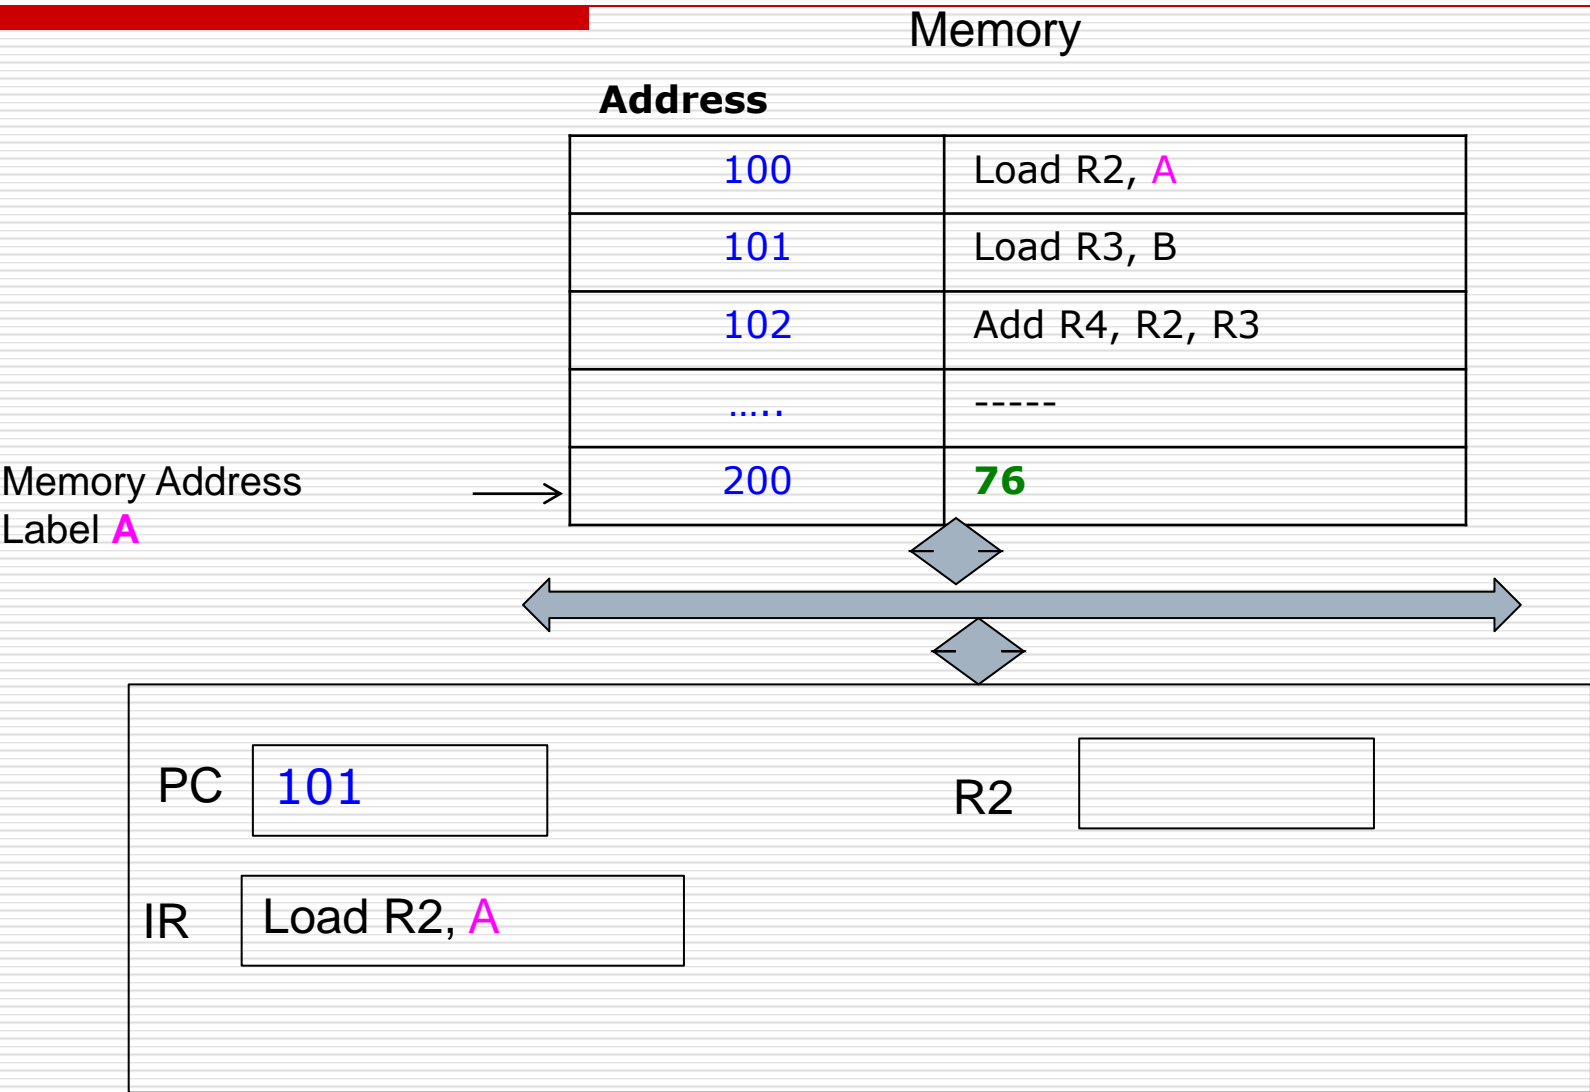 Memory
Address
100 Load R2, A
101 Load R3, B
102 Add R4, R2, R3
….. -----
200 76
Memory Address
Label A
PC 101
R2
IR Load R2, A